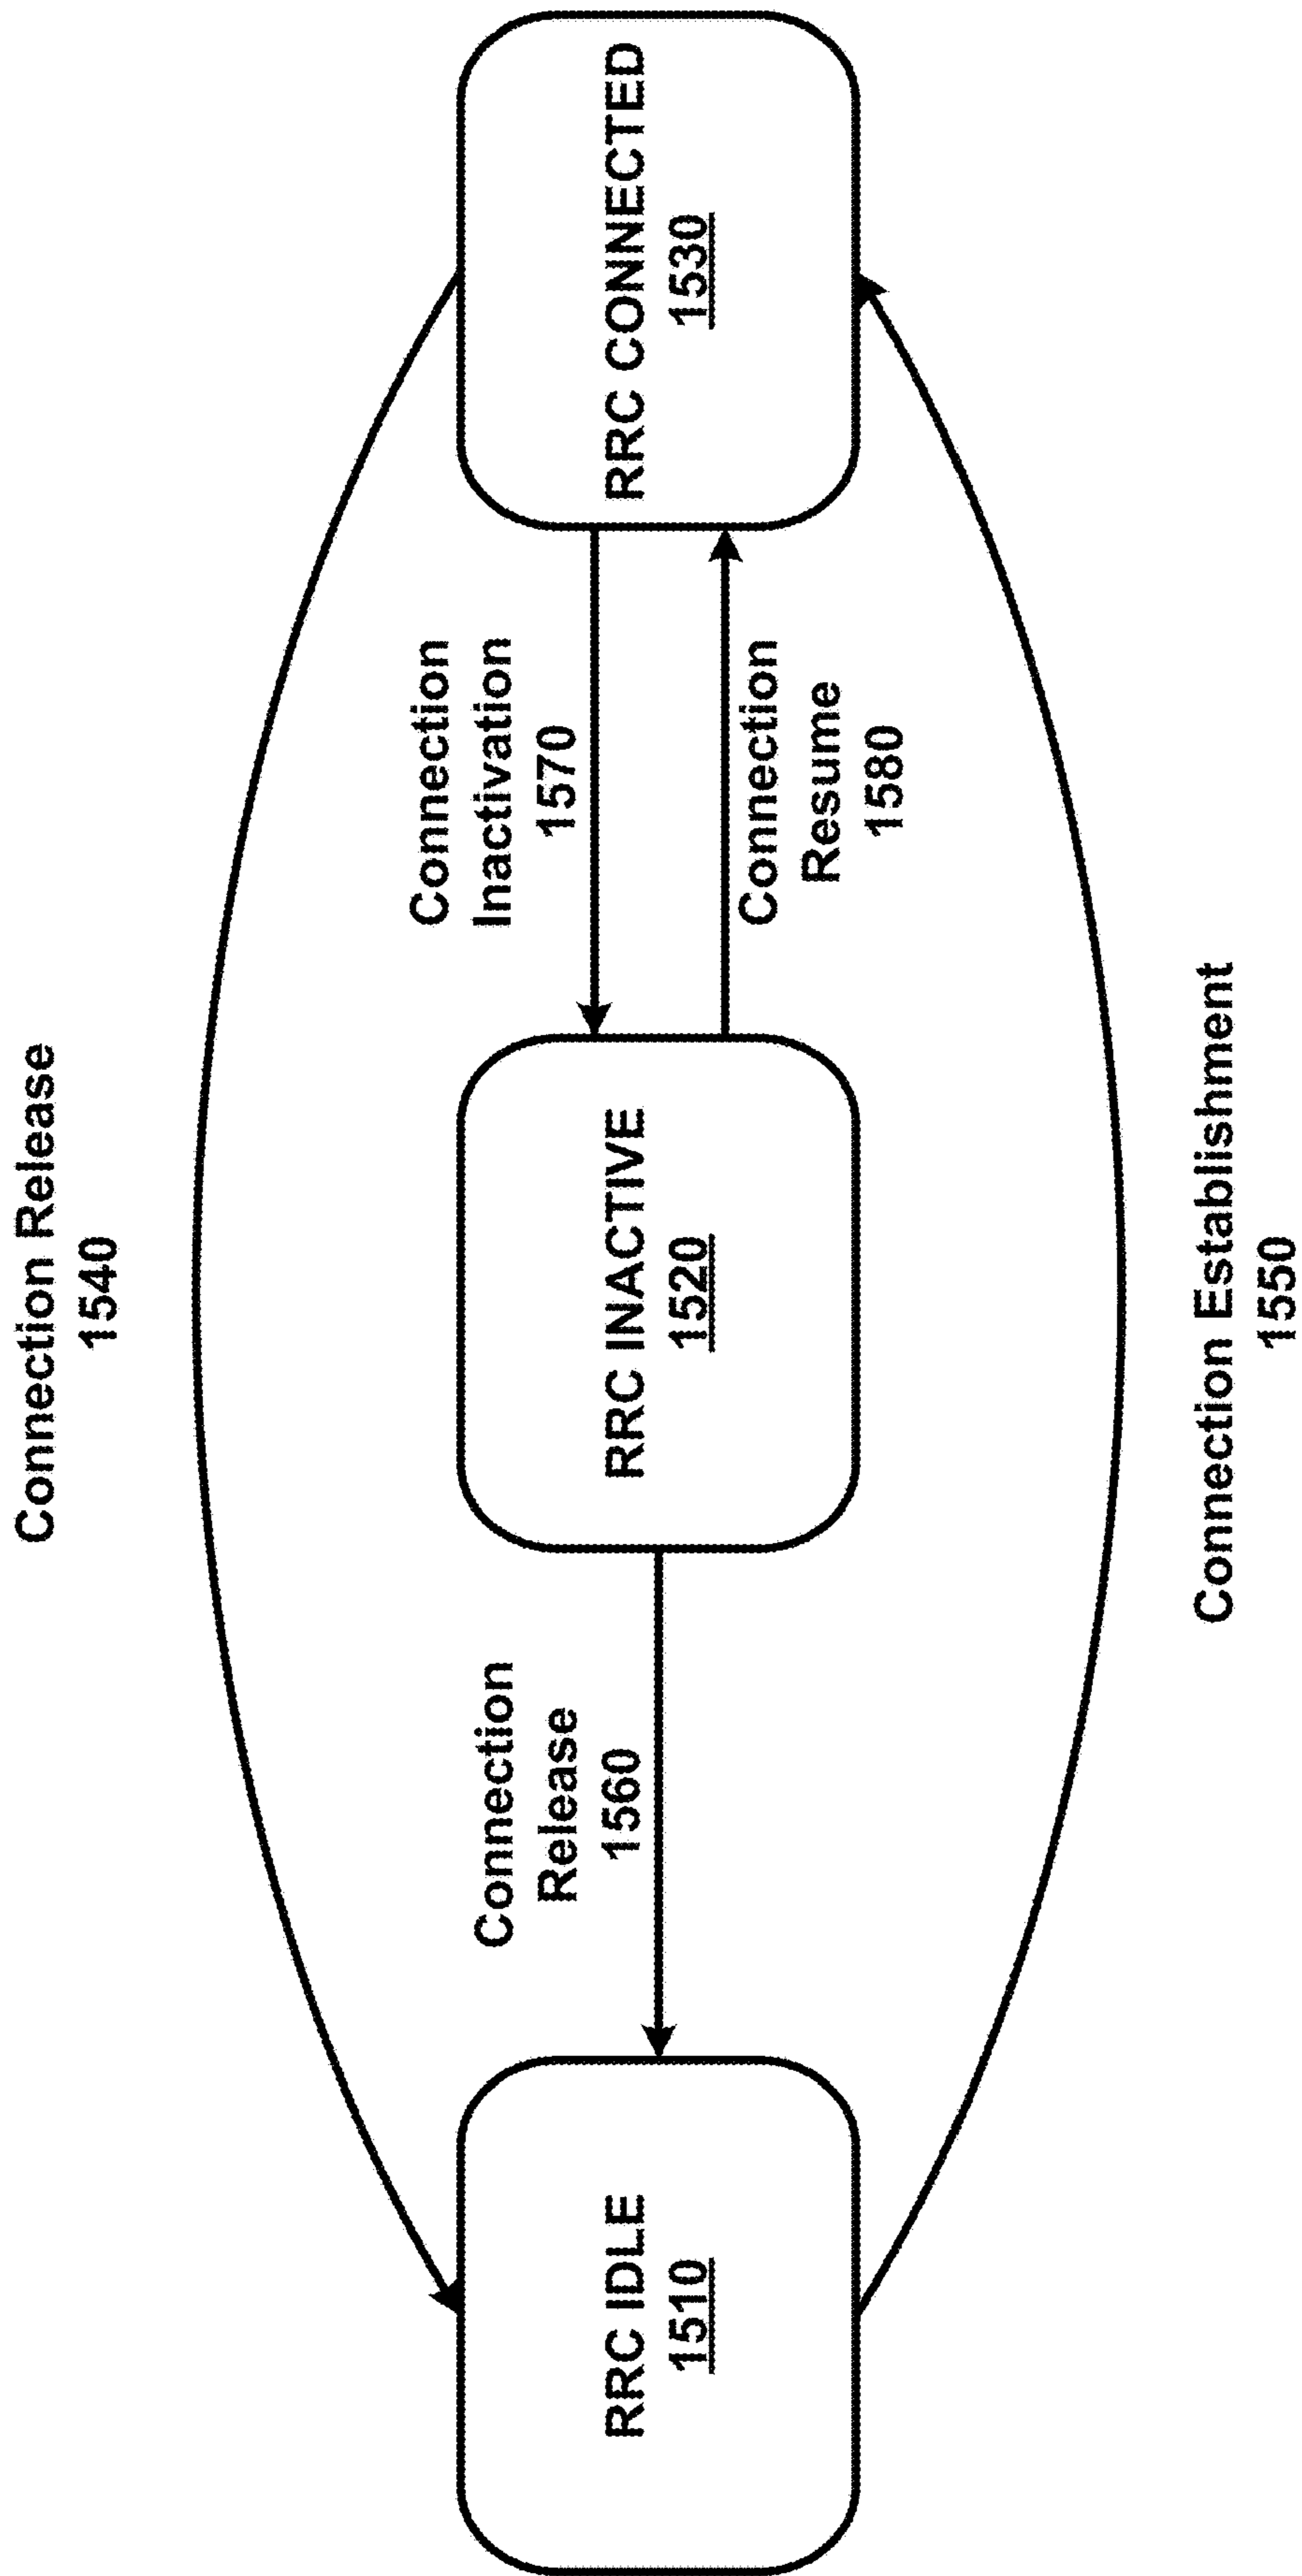 Connection Release
1540
RRC IDLE
1510
Connection
Release
1560
RRC INACTIVE
1520
Connection
Inactivation
1570
Connection
Resume
1580
RRC CONNECTED
1530
Connection Establishment
1550